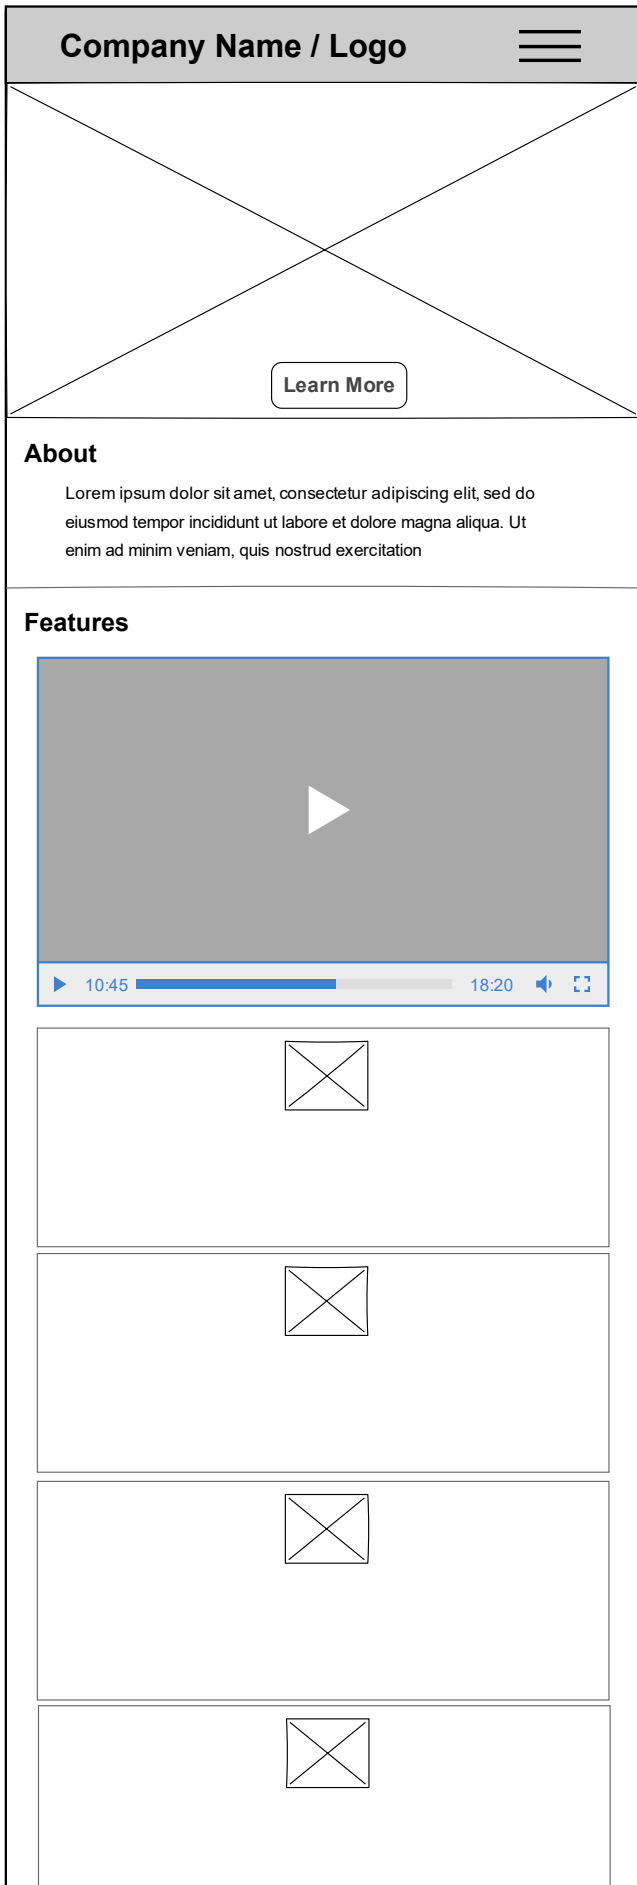 Company Name / Logo
Learn More
About
Lorem ipsum dolor sit amet, consectetur adipiscing elit, sed do
eiusmod tempor incididunt ut labore et dolore magna aliqua. Ut
enim ad minim veniam, quis nostrud exercitation
Features
10:45 18:20